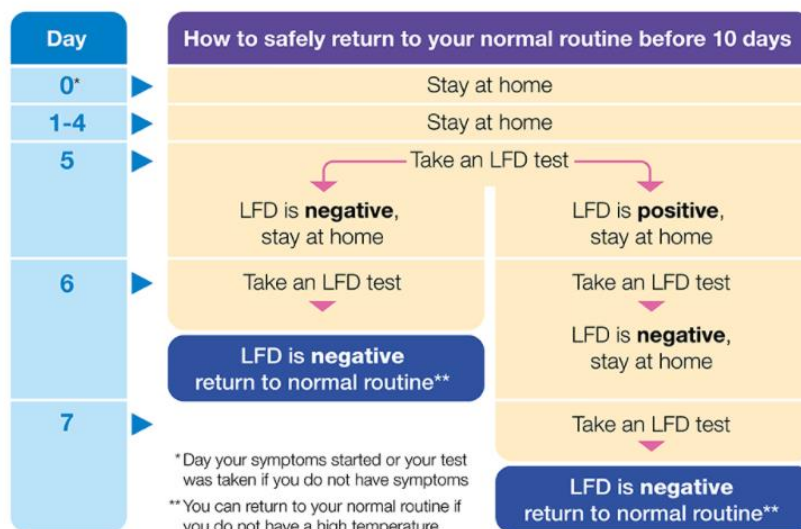 Day
How to safely return to your normal routine before 10 days
0*
Stay at home
1-4
Stay at home
5
Take an LFD test
LFD is negative,
stay at home
LFD is positive,
stay at home
6
Take an LFD test
LFD is negative
return to normal routine**
Take an LFD test
LFD is negative,
stay at home
7
Take an LFD test
LFD is negative
return to normal routine**
*Day your symptoms started or your test
was taken if you do not have symptoms
**You can return to your normal routine if
you do not have a high temperature